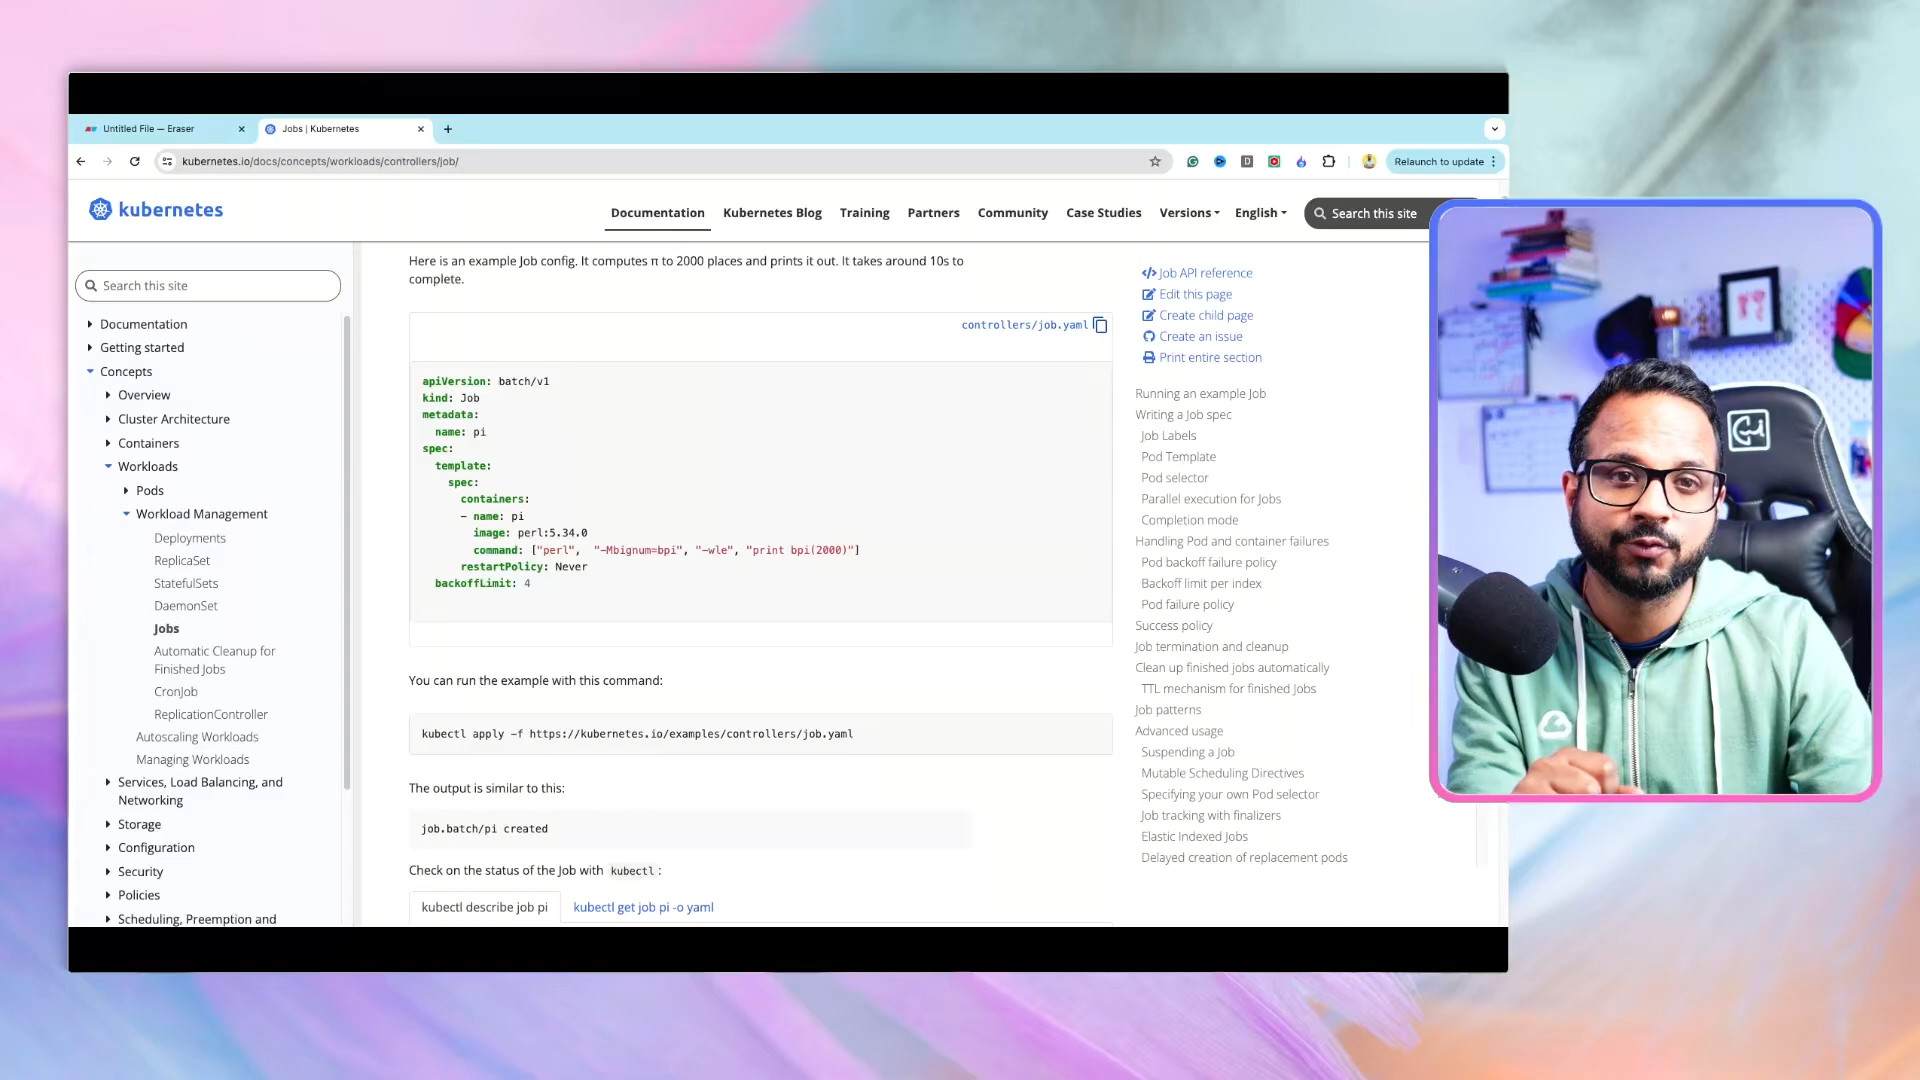 Untitled File — Eraser
Jobs | Kubernetes
kubernetes.io/docs/concepts/workloads/controllers/job/
Relaunch to update
kubernetes
Documentation
Kubernetes Blog
Training
Partners
Community
Case Studies
Versions
English
Search this site
Search this site
Documentation
Getting started
Concepts
Overview
Cluster Architecture
Containers
Workloads
Pods
Workload Management
Deployments
ReplicaSet
StatefulSets
DaemonSet
Jobs
Automatic Cleanup for
Finished Jobs
CronJob
ReplicationController
Autoscaling Workloads
Managing Workloads
Services, Load Balancing, and
Networking
Storage
Configuration
Security
Policies
Scheduling, Preemption and
Here is an example Job config. It computes π to 2000 places and prints it out. It takes around 10s to
complete.
controllers/job.yaml
apiVersion: batch/v1
kind: Job
metadata:
  name: pi
spec:
  template:
    spec:
      containers:
      - name: pi
        image: perl:5.34.0
        command: ["perl",  "-Mbignum=bpi", "-wle", "print bpi(2000)"]
      restartPolicy: Never
  backoffLimit: 4
You can run the example with this command:
kubectl apply -f https://kubernetes.io/examples/controllers/job.yaml
The output is similar to this:
job.batch/pi created
Check on the status of the Job with kubectl :
kubectl describe job pi
kubectl get job pi -o yaml
Job API reference
Edit this page
Create child page
Create an issue
Print entire section
Running an example Job
Writing a Job spec
Job Labels
Pod Template
Pod selector
Parallel execution for Jobs
Completion mode
Handling Pod and container failures
Pod backoff failure policy
Backoff limit per index
Pod failure policy
Success policy
Job termination and cleanup
Clean up finished jobs automatically
TTL mechanism for finished Jobs
Job patterns
Advanced usage
Suspending a Job
Mutable Scheduling Directives
Specifying your own Pod selector
Job tracking with finalizers
Elastic Indexed Jobs
Delayed creation of replacement pods